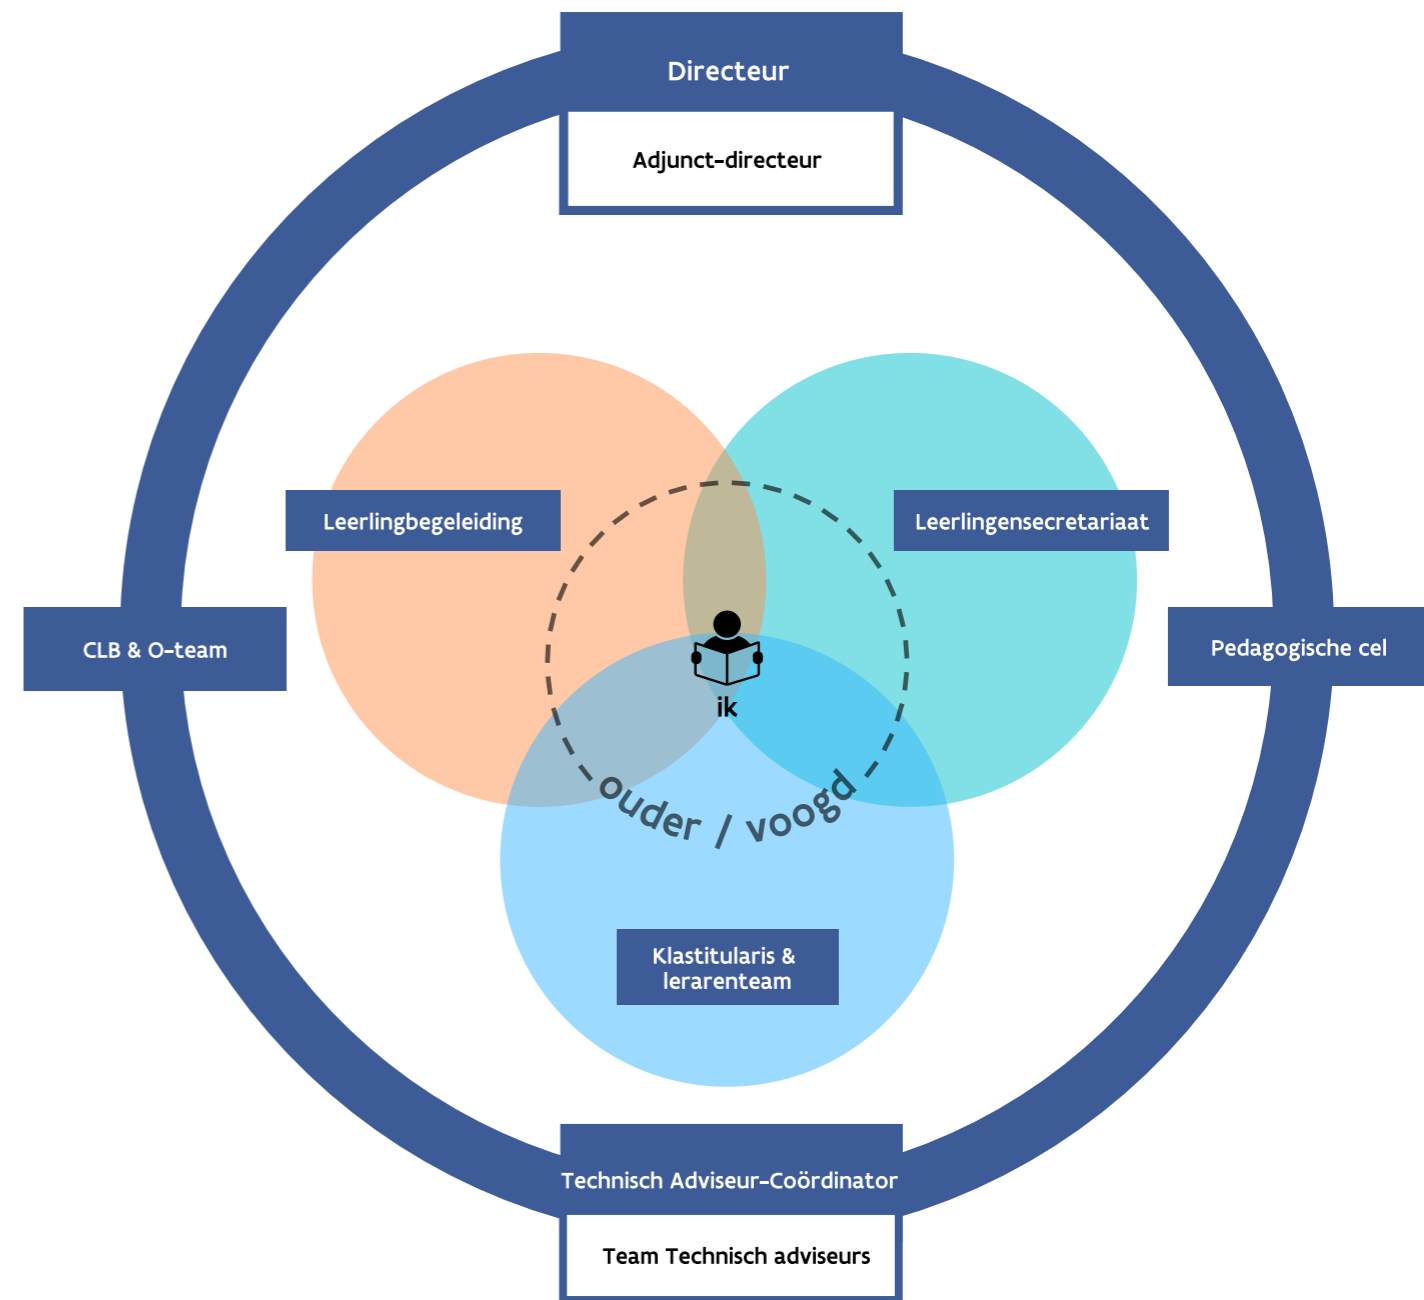 Directeur
Adjunct-directeur
Leerlingbegeleiding
Leerlingensecretariaat
CLB & O-team
Pedagogische cel
ik
ouder / voogd
Klastitularis &
lerarenteam
Technisch Adviseur-Coördinator
Team Technisch adviseurs